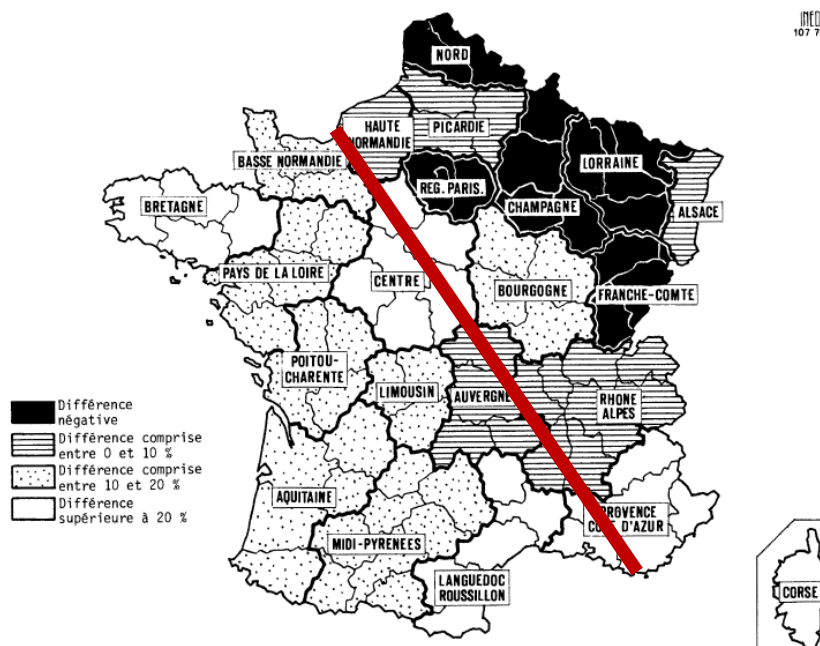 INED
NORD
HAUTE
NORMANDIE
PICARDIE
BASSE NORMANDIE
LORRAINE
REG. PARIS.
BRETAGNE
CHAMPAGNE
ALSACE
PAYS DE LA LOIRE
CENTRE
BOURGOGNE
FRANCHE-COMTE
POITOU-
CHARENTE
LIMOUSIN
AUVERGNE
RHONE
ALPES
Différence
négative
Différence comprise
entre 0 et 10 %
Différence comprise
entre 10 et 20 %
Différence
supérieure à 20 %
AQUITAINE
PROVENCE
COTE D'AZUR
MIDI-PYRENEES
LANGUEDOC
ROUSSILLON
CORSE